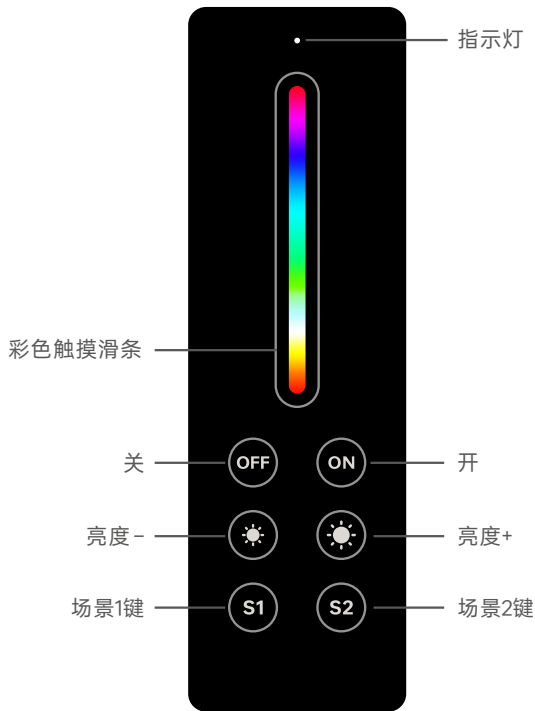 指示灯
彩色触摸滑条
关 OFF ON 开
亮度- 亮度+
场景1键 S1 S2 场景2键